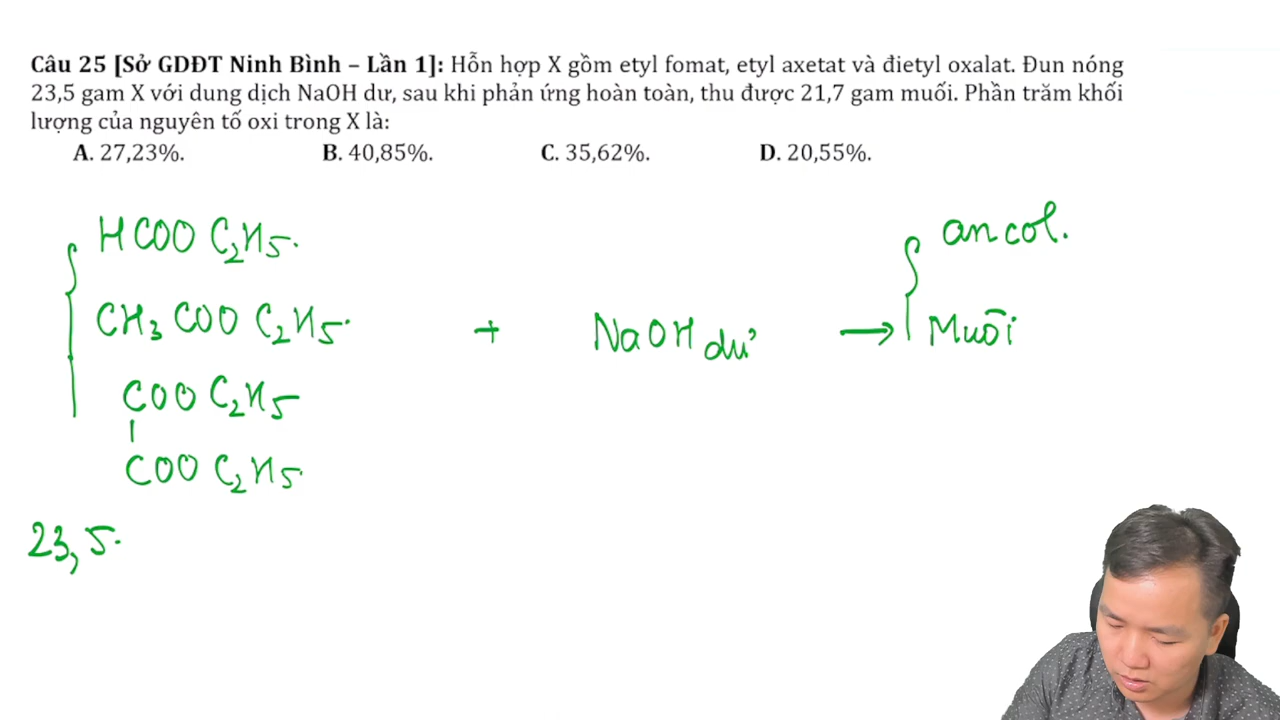 Câu 25 [Sở GDĐT Ninh Bình – Lần 1]: Hỗn hợp X gồm etyl fomat, etyl axetat và đietyl oxalat. Đun nóng
23,5 gam X với dung dịch NaOH dư, sau khi phản ứng hoàn toàn, thu được 21,7 gam muối. Phần trăm khối
lượng của nguyên tố oxi trong X là:
A. 27,23%. B. 40,85%. C. 35,62%. D. 20,55%.
HCOO C₂H₅.
CH₃ COO C₂H₅. + NaOH dư → { ancol.
Muối
COO C₂H₅
|
COO C₂H₅.
23,5.